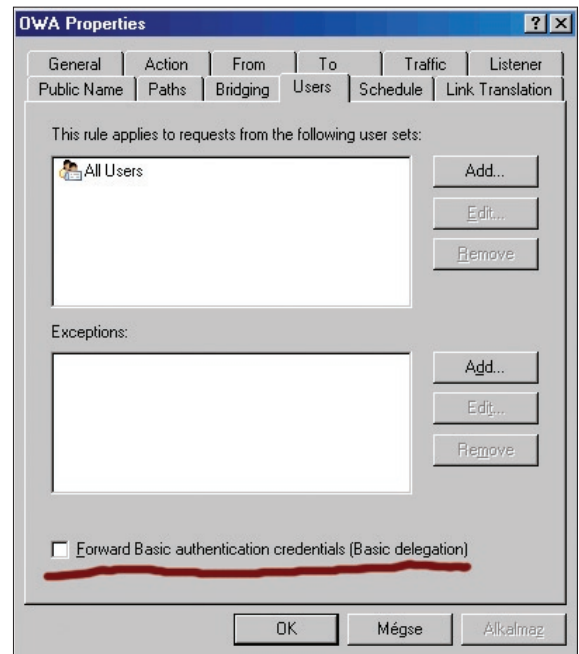 OWA Properties
General Action From To Traffic Listener
Public Name Paths Bridging Users Schedule Link Translation
This rule applies to requests from the following user sets:
All Users
Add...
Edit...
Remove
Exceptions:
Add...
Edit...
Remove
Forward Basic authentication credentials (Basic delegation)
OK Mégse Alkalmaz